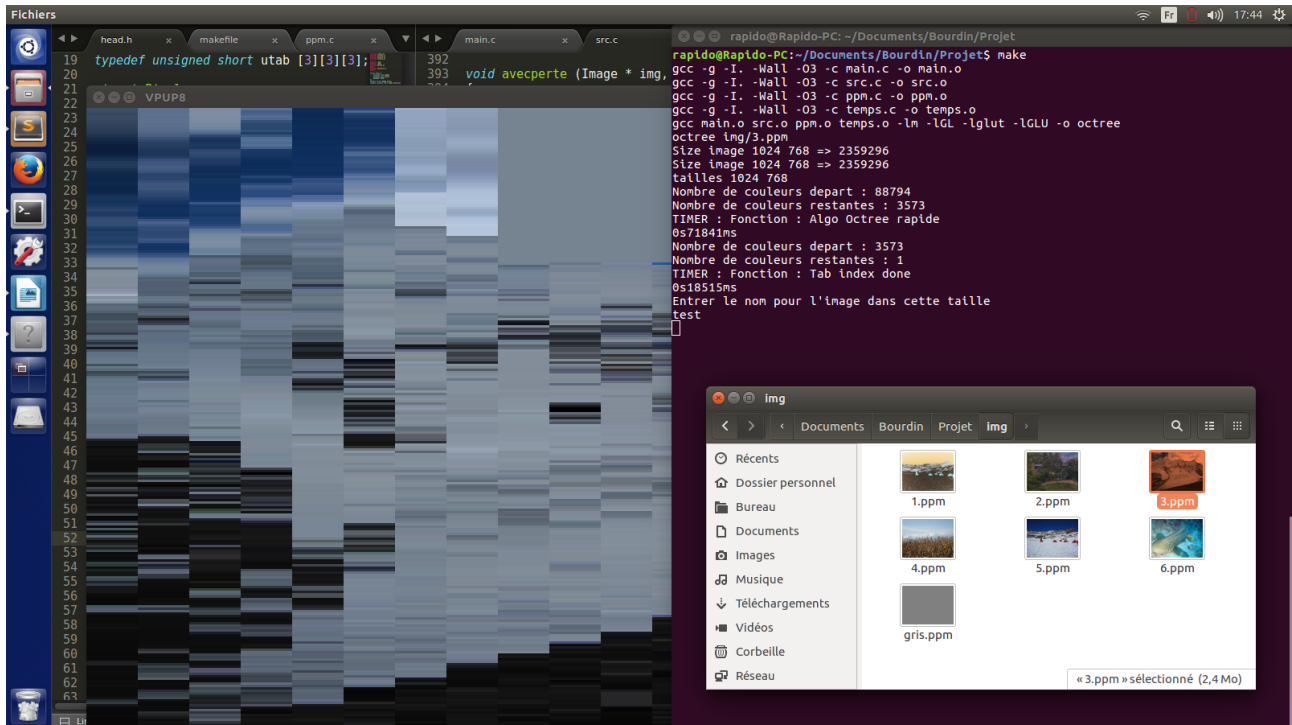 Fichiers
Fr
17:44
head.h
makefile
ppm.c
main.c
src.c
19 typedef unsigned short utab [3][3][3];
20
21
22
23
24
25
26
27
28
29
30
31
32
33
34
35
36
37
38
39
40
41
42
43
44
45
46
47
48
49
50
51
52
53
54
55
56
57
58
59
60
61
62
63
392
393 void avecperte (Image * img,
VPUP8
rapido@Rapido-PC: ~/Documents/Bourdin/Projet
rapido@Rapido-PC:~/Documents/Bourdin/Projet$ make
gcc -g -I. -Wall -O3 -c main.c -o main.o
gcc -g -I. -Wall -O3 -c src.c -o src.o
gcc -g -I. -Wall -O3 -c ppm.c -o ppm.o
gcc -g -I. -Wall -O3 -c temps.c -o temps.o
gcc main.o src.o ppm.o temps.o -lm -lGL -lglut -lGLU -o octree
octree img/3.ppm
Size image 1024 768 => 2359296
Size image 1024 768 => 2359296
tailles 1024 768
Nombre de couleurs depart : 88794
Nombre de couleurs restantes : 3573
TIMER : Fonction : Algo Octree rapide
0s71841ms
Nombre de couleurs depart : 3573
Nombre de couleurs restantes : 1
TIMER : Fonction : Tab index done
0s18515ms
Entrer le nom pour l'image dans cette taille
test
img
Documents Bourdin Projet img
Récents
Dossier personnel
Bureau
Documents
Images
Musique
Téléchargements
Vidéos
Corbeille
Réseau
1.ppm
2.ppm
3.ppm
4.ppm
5.ppm
6.ppm
gris.ppm
« 3.ppm » sélectionné (2,4 Mo)